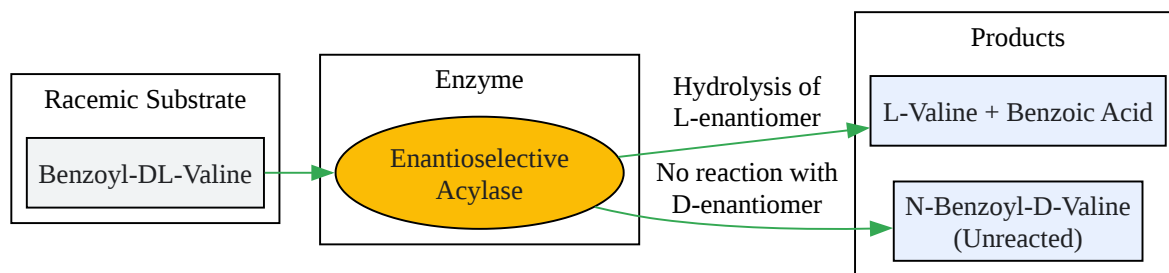 Racemic Substrate
Benzoyl-DL-Valine
Enzyme
Enantioselective
Acylase
Hydrolysis of
L-enantiomer
No reaction with
D-enantiomer
Products
L-Valine + Benzoic Acid
N-Benzoyl-D-Valine
(Unreacted)